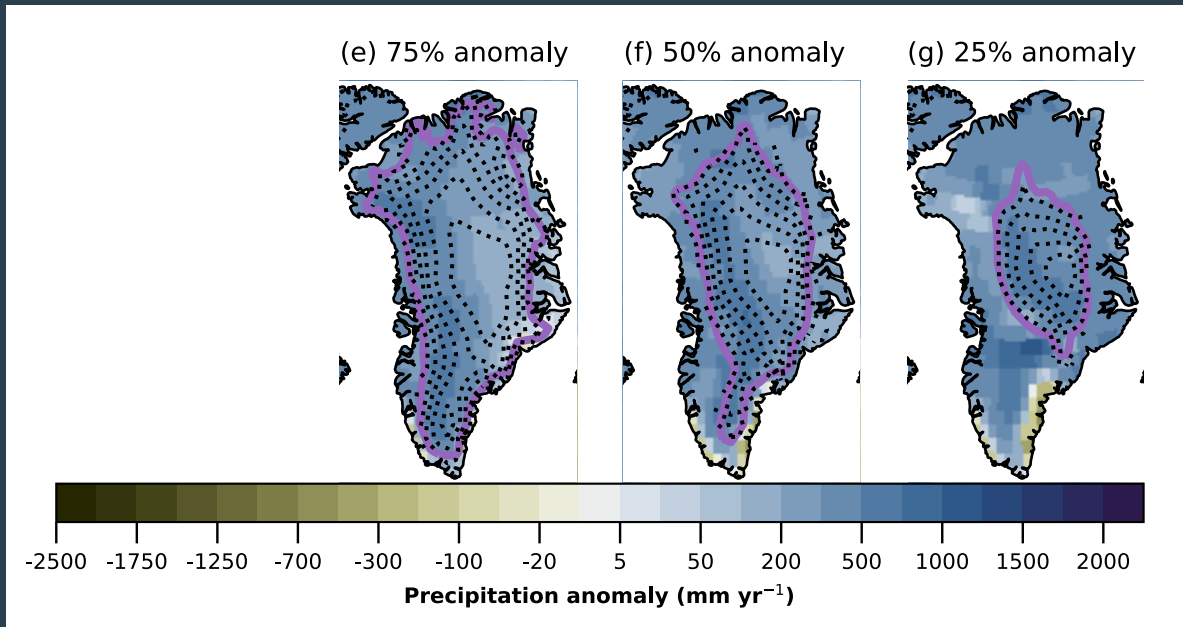 (e) 75% anomaly (f) 50% anomaly (g) 25% anomaly
-2500 -1750 -1250 -700 -300 -100 -20 5 50 200 500 1000 1500 2000
Precipitation anomaly (mm yr⁻¹)